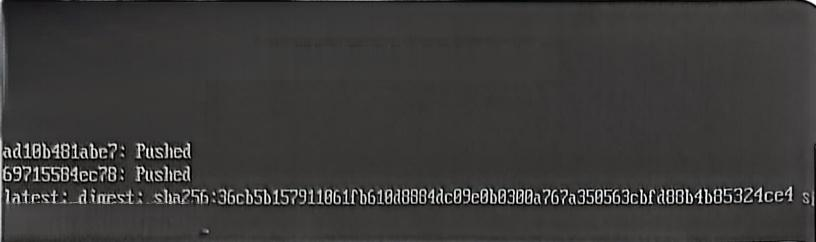 ad10b481abe7: Pushed
69715584ec78: Pushed
latest: digest: sha256:36cb5b157911061fb610d8884dc09e0b0300a767a350563cbfd88b4b85324ce4